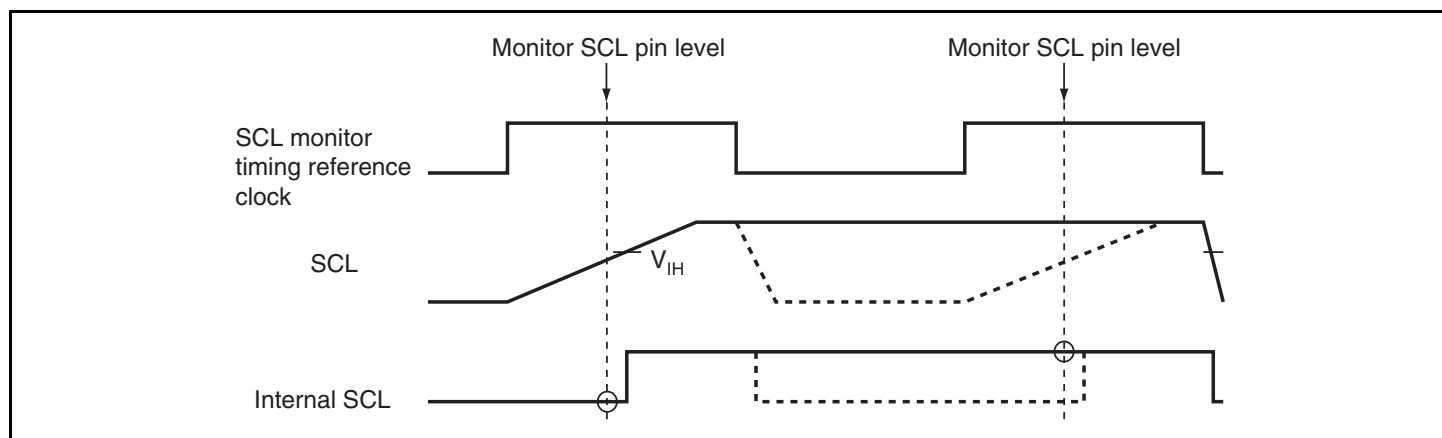 Monitor SCL pin level
Monitor SCL pin level
SCL monitor
timing reference
clock
SCL
VIH
Internal SCL